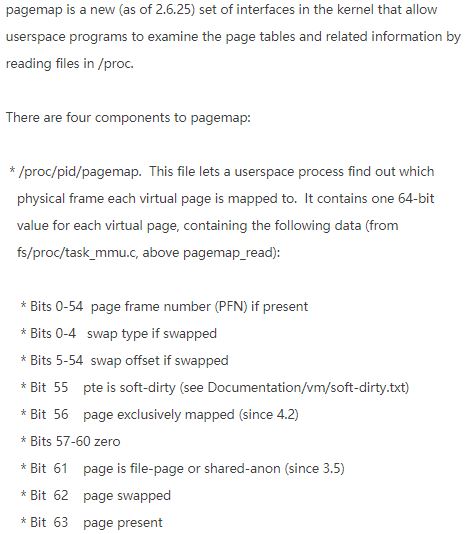 pagemap is a new (as of 2.6.25) set of interfaces in the kernel that allow
userspace programs to examine the page tables and related information by
reading files in /proc.
There are four components to pagemap:
* /proc/pid/pagemap.  This file lets a userspace process find out which
physical frame each virtual page is mapped to.  It contains one 64-bit
value for each virtual page, containing the following data (from
fs/proc/task_mmu.c, above pagemap_read):
* Bits 0-54  page frame number (PFN) if present
* Bits 0-4   swap type if swapped
* Bits 5-54  swap offset if swapped
* Bit  55    pte is soft-dirty (see Documentation/vm/soft-dirty.txt)
* Bit  56    page exclusively mapped (since 4.2)
* Bits 57-60 zero
* Bit  61    page is file-page or shared-anon (since 3.5)
* Bit  62    page swapped
* Bit  63    page present